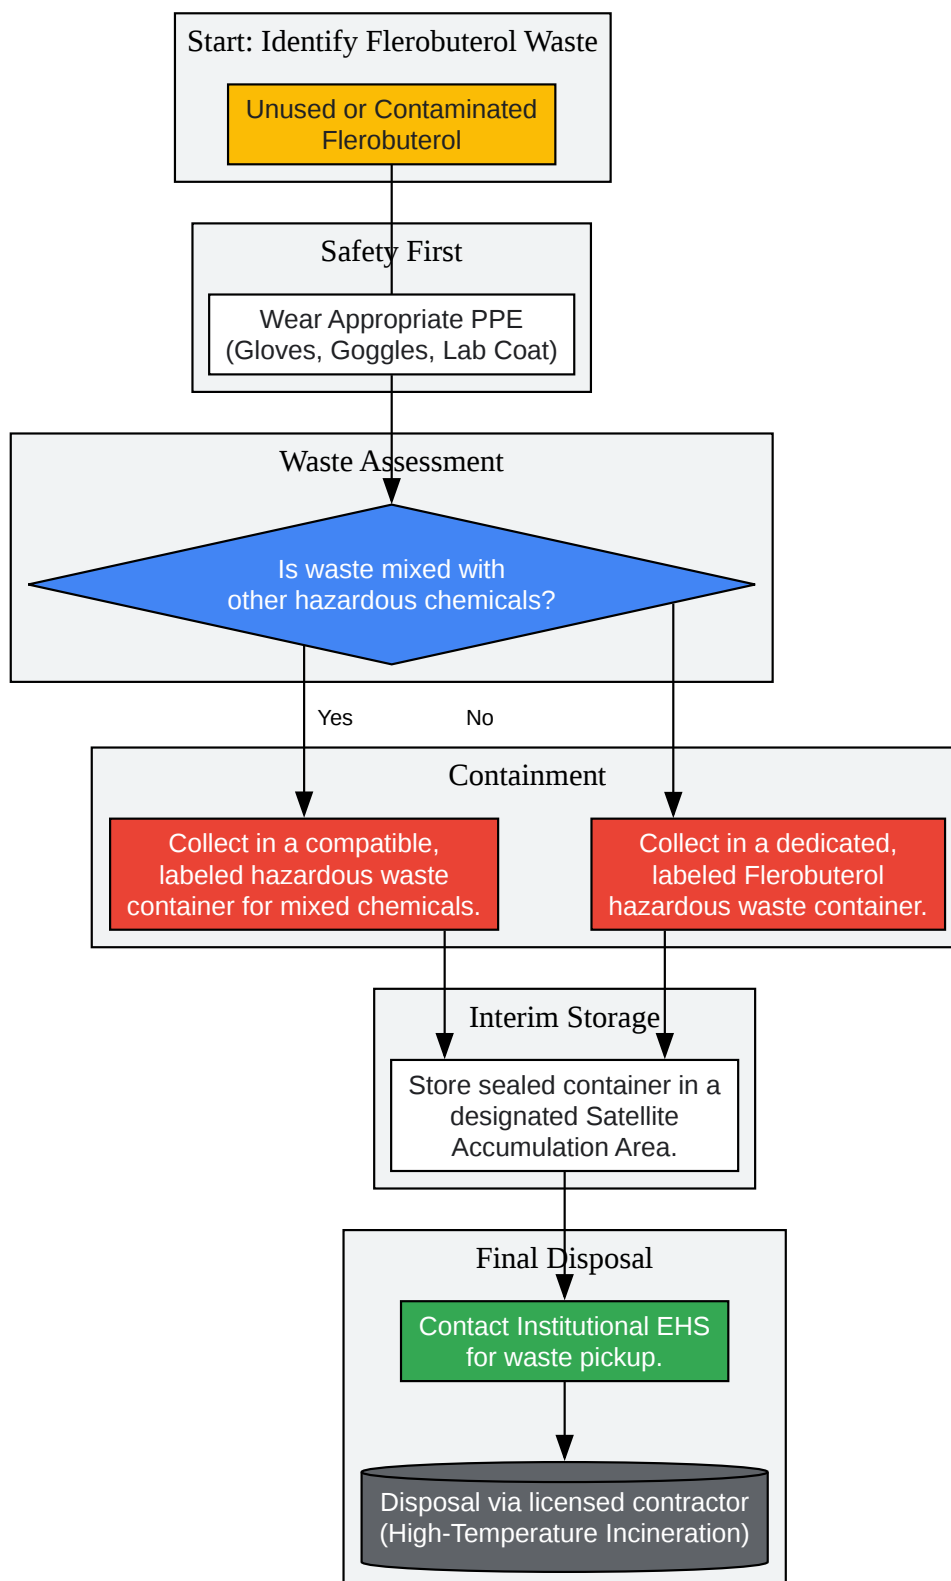 Start: Identify Flerobuterol Waste
Unused or Contaminated
Flerobuterol
Safety First
Wear Appropriate PPE
(Gloves, Goggles, Lab Coat)
Waste Assessment
Is waste mixed with
other hazardous chemicals?
Yes
No
Containment
Collect in a compatible,
labeled hazardous waste
container for mixed chemicals.
Collect in a dedicated,
labeled Flerobuterol
hazardous waste container.
Interim Storage
Store sealed container in a
designated Satellite
Accumulation Area.
Final Disposal
Contact Institutional EHS
for waste pickup.
Disposal via licensed contractor
(High-Temperature Incineration)